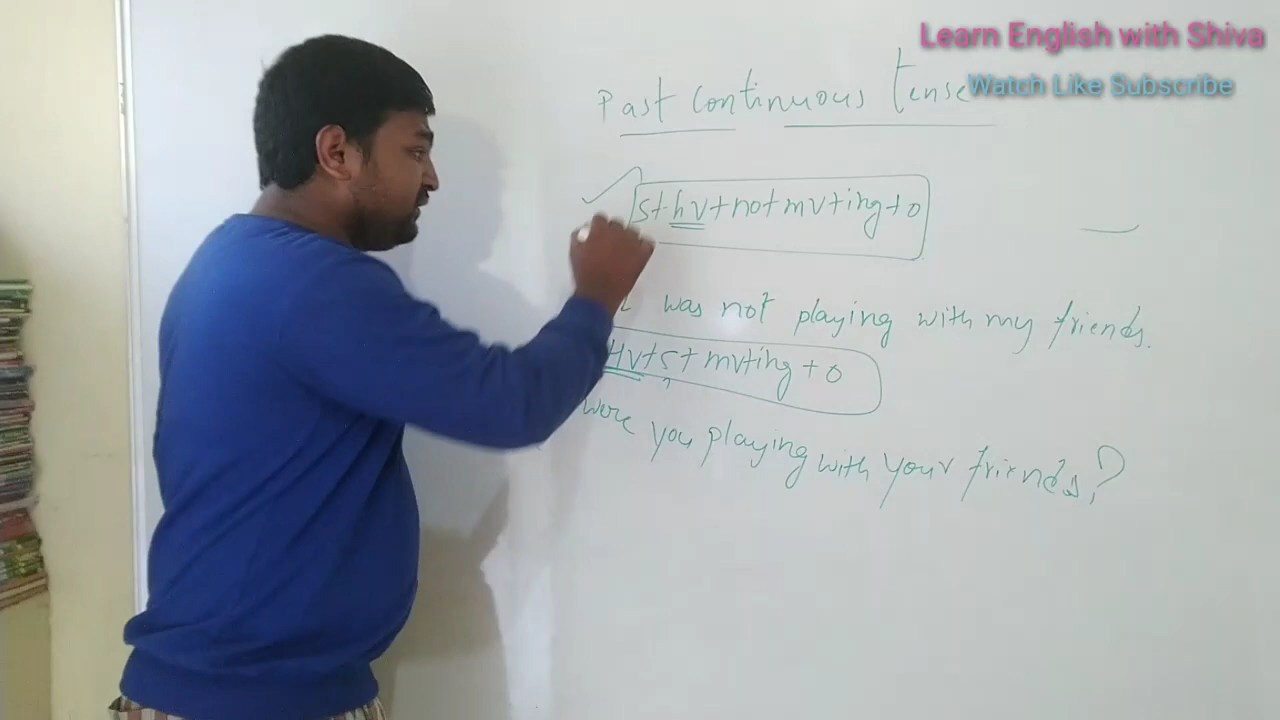 Learn English with Shiva
Watch Like Subscribe
Past Continuous Tense
s+hv+not+mv+ing+o
I was not playing with my friends.
Hv+s+mv+ing+o
Were you playing with your friends?